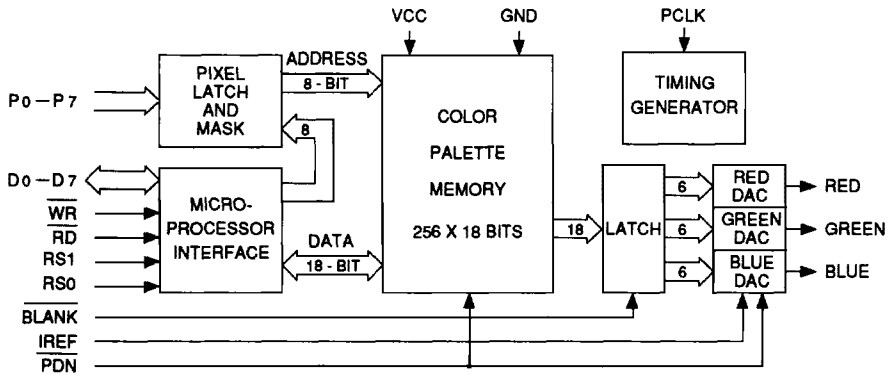 VCC GND PCLK
PIXEL
LATCH
AND
MASK
ADDRESS
8 - BIT
P0-P7
8
COLOR
PALETTE
MEMORY
256 X 18 BITS
TIMING
GENERATOR
D0-D7
WR
RD
RS1
RS0
MICRO-
PROCESSOR
INTERFACE
DATA
18 - BIT
18
LATCH
6
6
6
RED
DAC
GREEN
DAC
BLUE
DAC
RED
GREEN
BLUE
BLANK
IREF
PDN